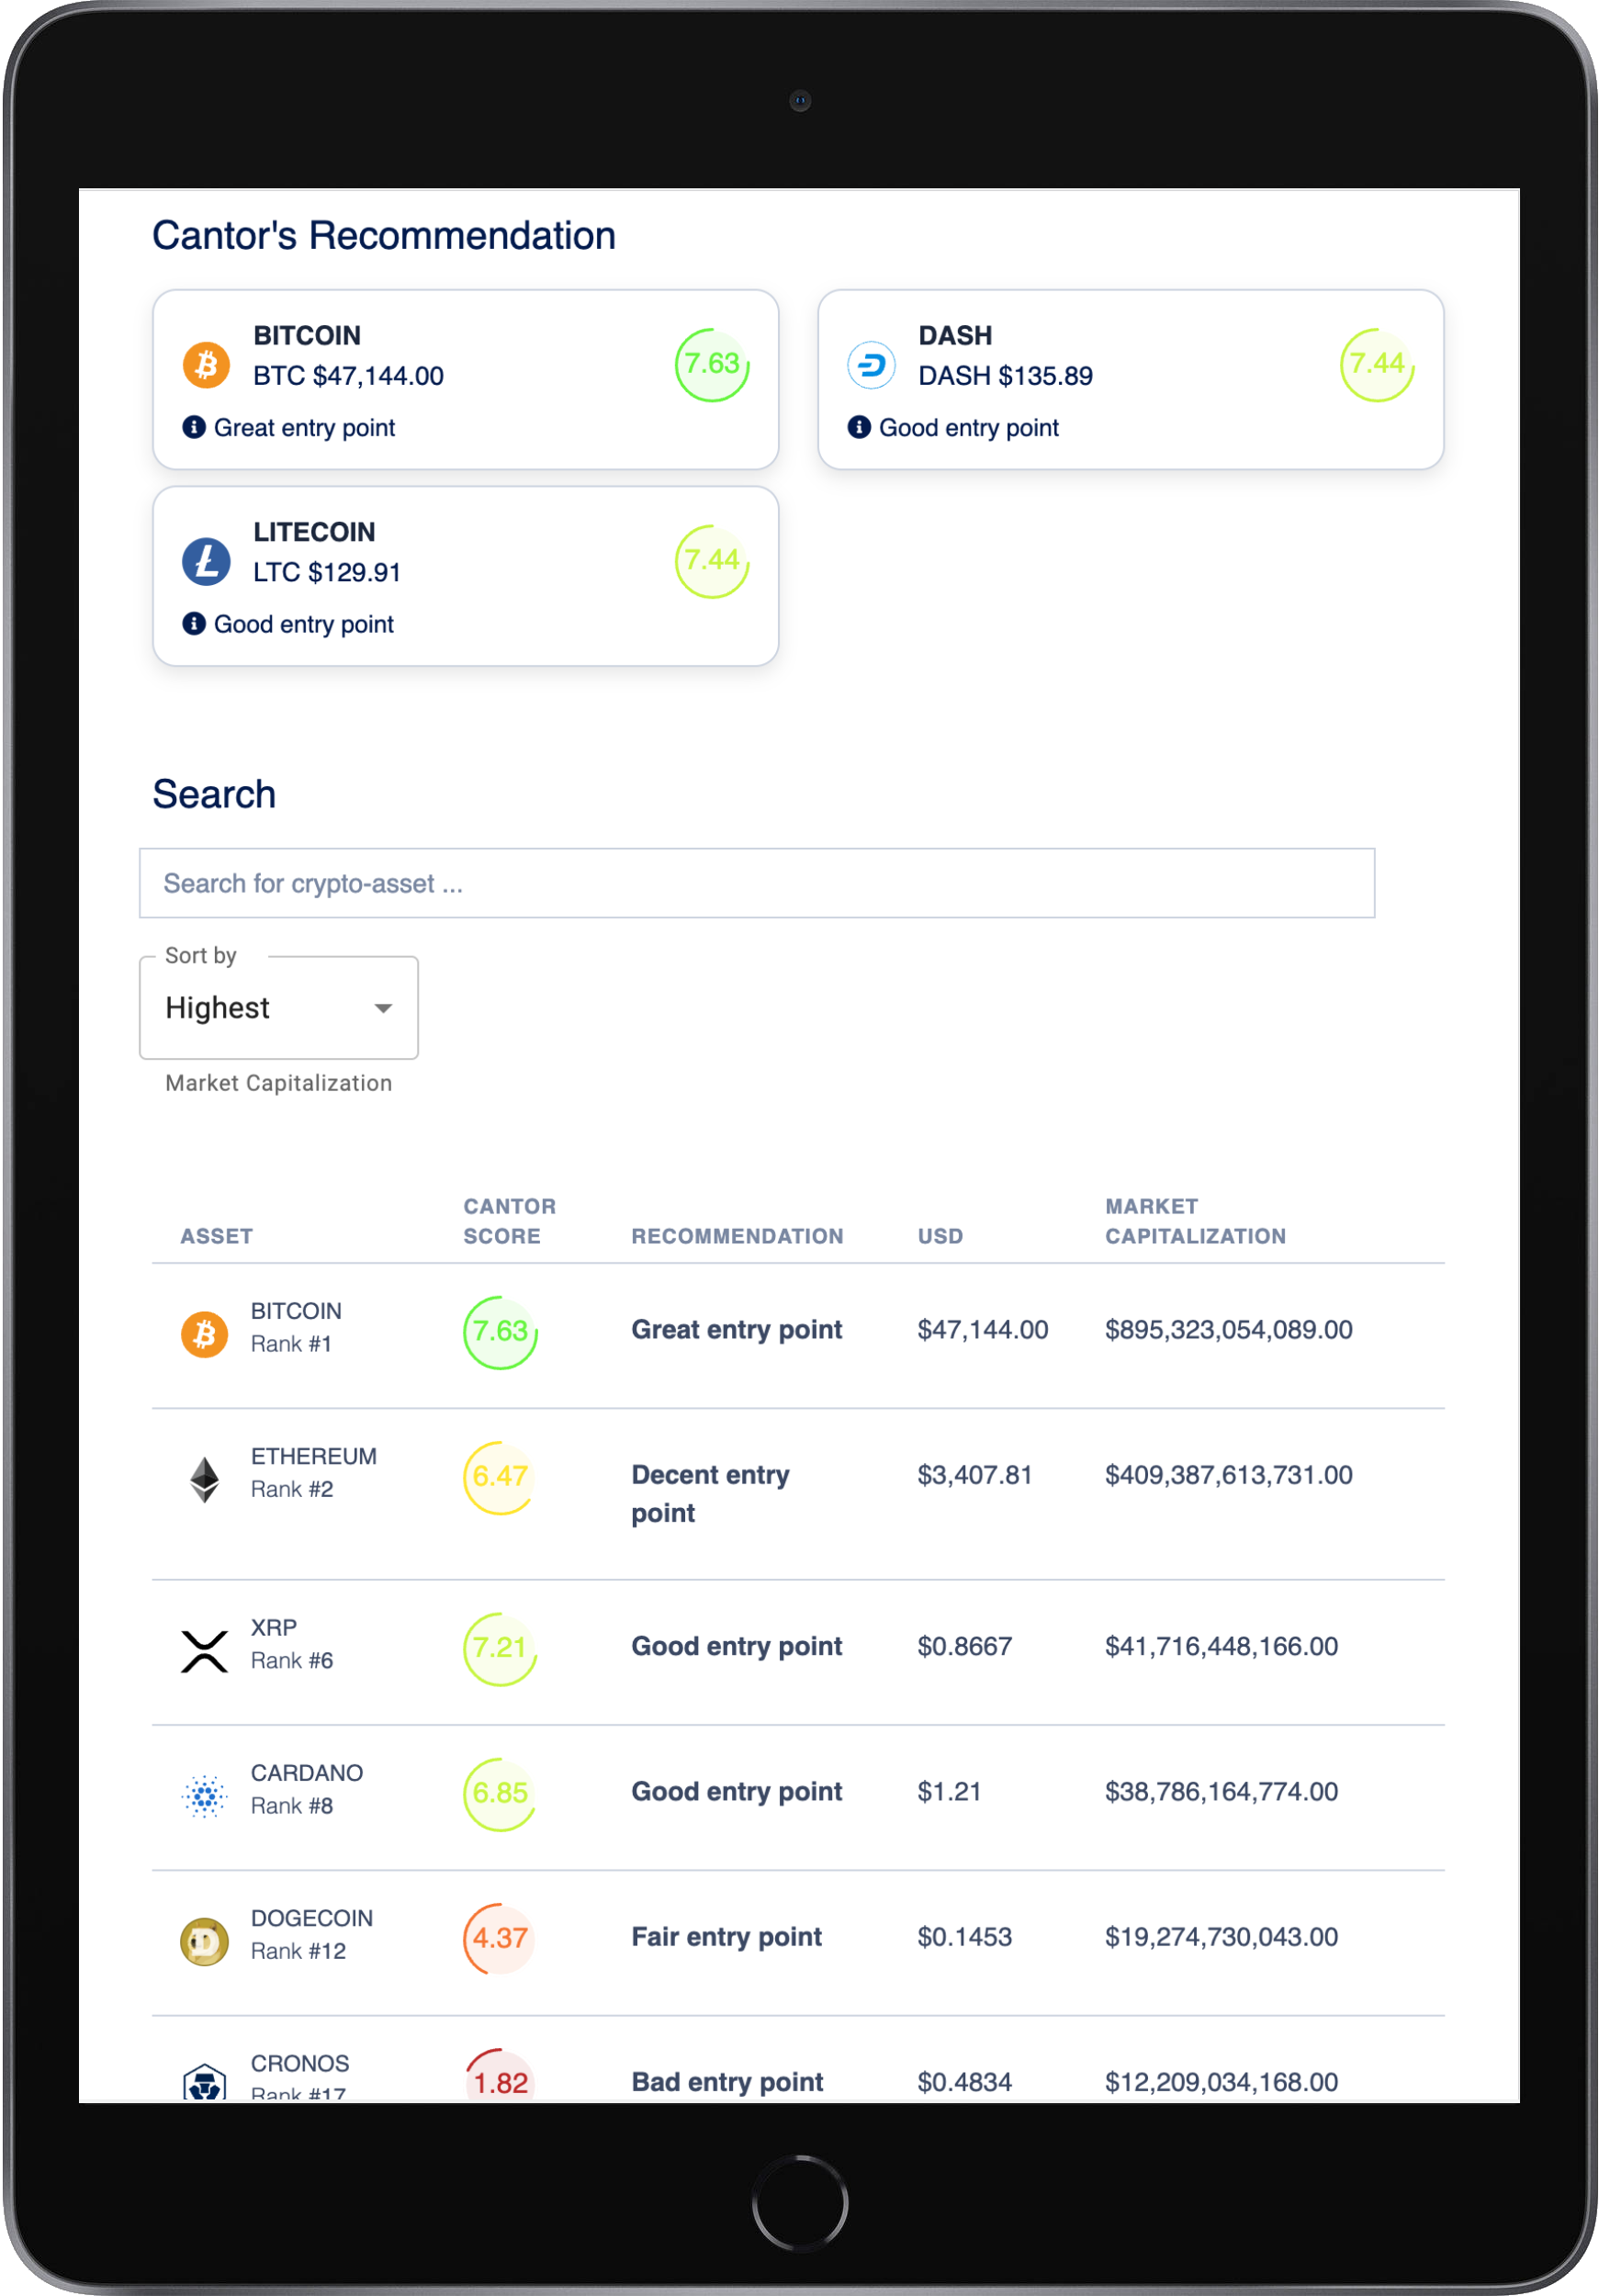 Cantor's Recommendation
BITCOIN
BTC $47,144.00
7.63
Great entry point
DASH
DASH $135.89
7.44
Good entry point
LITECOIN
LTC $129.91
7.44
Good entry point
Search
Search for crypto-asset ...
Sort by
Highest
Market Capitalization
ASSET
CANTOR
SCORE
RECOMMENDATION
USD
MARKET
CAPITALIZATION
BITCOIN
Rank #1
7.63
Great entry point
$47,144.00
$895,323,054,089.00
ETHEREUM
Rank #2
6.47
Decent entry
point
$3,407.81
$409,387,613,731.00
XRP
Rank #6
7.21
Good entry point
$0.8667
$41,716,448,166.00
CARDANO
Rank #8
6.85
Good entry point
$1.21
$38,786,164,774.00
DOGECOIN
Rank #12
4.37
Fair entry point
$0.1453
$19,274,730,043.00
CRONOS
Rank #17
1.82
Bad entry point
$0.4834
$12,209,034,168.00